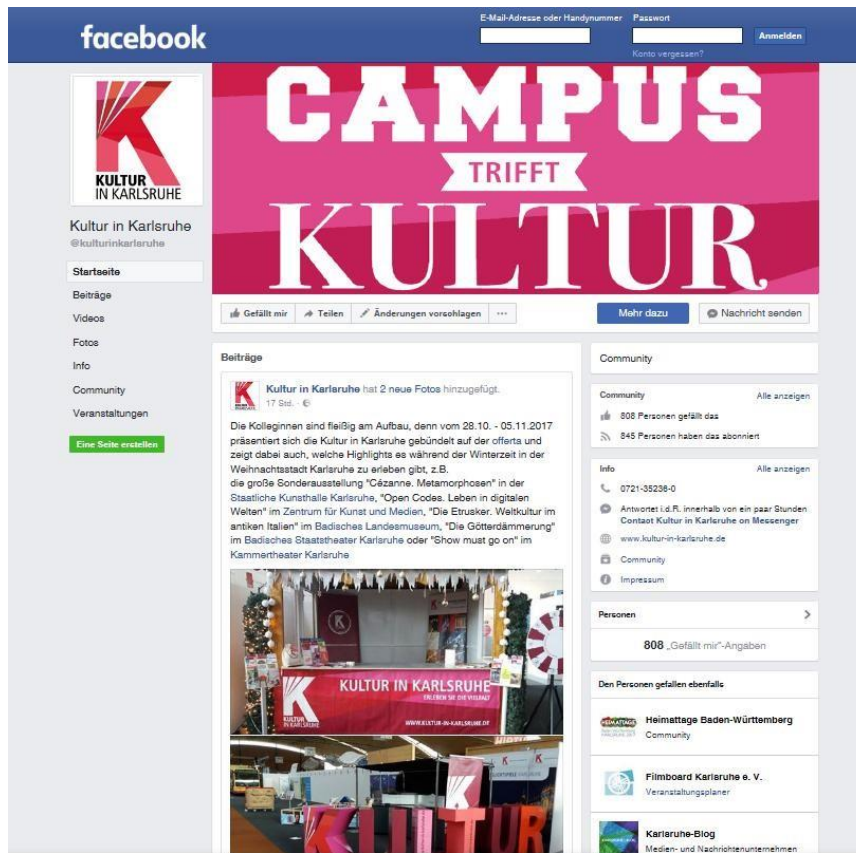 facebook
E-Mail-Adresse oder Handynummer
Passwort
Anmelden
Konto vergessen?
KULTUR
IN KARLSRUHE
CAMPUS
TRIFFT
KULTUR
Kultur in Karlsruhe
@kulturinkarlsruhe
Startseite
Beiträge
Videos
Fotos
Info
Community
Veranstaltungen
Eine Seite erstellen
Gefällt mir
Teilen
Änderungen vorschlagen
Mehr dazu
Nachricht senden
Beiträge
Kultur in Karlsruhe hat 2 neue Fotos hinzugefügt.
17 Std.
Die Kolleginnen sind fleißig am Aufbau, denn vom 28.10. - 05.11.2017
präsentiert sich die Kultur in Karlsruhe gebündelt auf der offerta und
zeigt dabei auch, welche Highlights es während der Winterzeit in der
Weihnachtsstadt Karlsruhe zu erleben gibt, z.B.
die große Sonderausstellung "Cézanne. Metamorphosen" in der
Staatliche Kunsthalle Karlsruhe, "Open Codes. Leben in digitalen
Welten" im Zentrum für Kunst und Medien, "Die Etrusker. Weltkultur im
antiken Italien" im Badisches Landesmuseum, "Die Götterdämmerung"
im Badisches Staatstheater Karlsruhe oder "Show must go on" im
Kammertheater Karlsruhe
K
KULTUR IN KARLSRUHE
ERLEBEN SIE DIE VIELFALT
WWW.KULTUR-IN-KARLSRUHE.DE
KULTUR
IN KARLSRUHE
KULTUR
Community
Community
Alle anzeigen
808 Personen gefällt das
845 Personen haben das abonniert
Info
Alle anzeigen
0721-35236-0
Antwortet i.d.R. innerhalb von ein paar Stunden
Contact Kultur in Karlsruhe on Messenger
www.kultur-in-karlsruhe.de
Community
Impressum
Personen
808 „Gefällt mir"-Angaben
Den Personen gefallen ebenfalls
HEIMATTAGE
Heimattage Baden-Württemberg
Community
Filmboard Karlsruhe e. V.
Veranstaltungsplaner
Karlsruhe-Blog
Medien- und Nachrichtenunternehmen